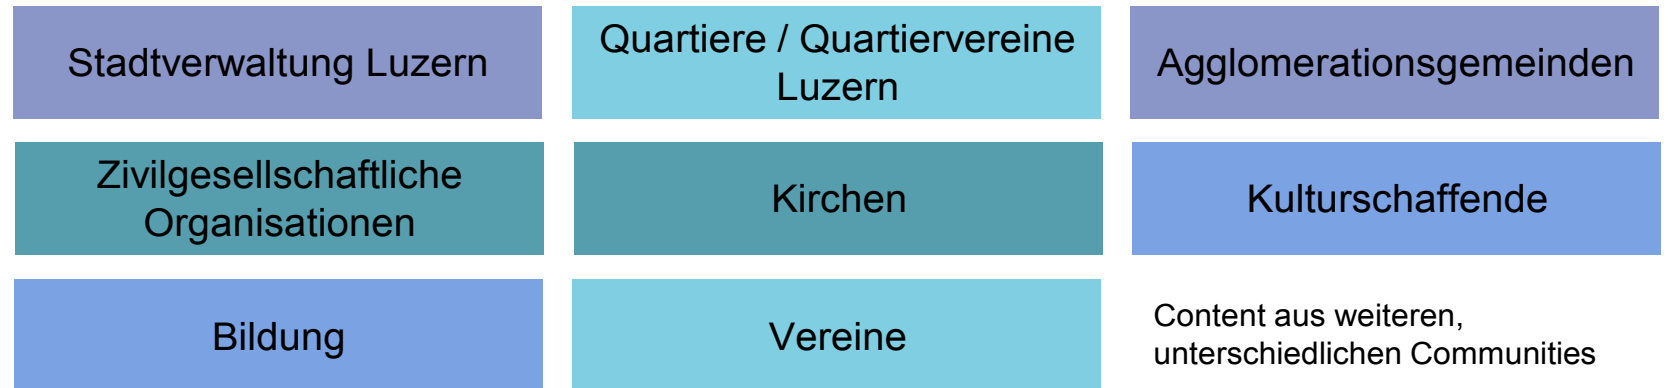 Stadtverwaltung Luzern
Quartiere / Quartiervereine
Luzern
Agglomerationsgemeinden
Zivilgesellschaftliche
Organisationen
Kirchen
Kulturschaffende
Bildung
Vereine
Content aus weiteren,
unterschiedlichen Communities